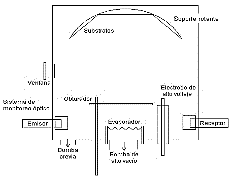 Soporte rotante
Substratos
Ventana
Electrodo de
alto voltaje
Sistema de
monitoreo óptico
Obturador
Evaporador
Emisor
Receptor
Bomba
previa
Bomba de
alto vacío